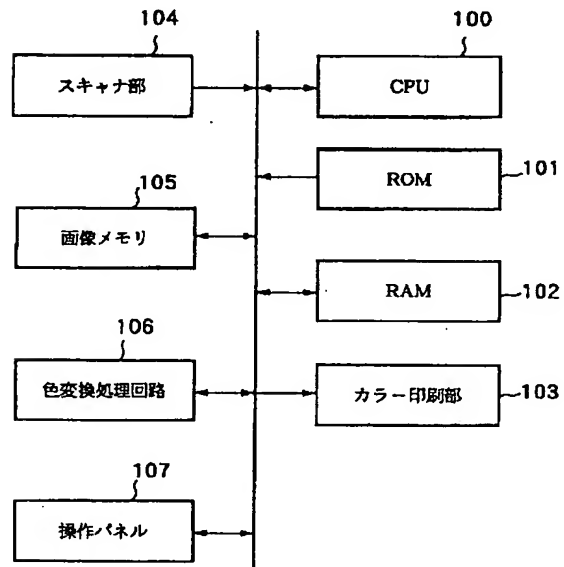 104
スキャナ部
100
CPU
101
ROM
105
画像メモリ
102
RAM
106
色変換処理回路
103
カラー印刷部
107
操作パネル